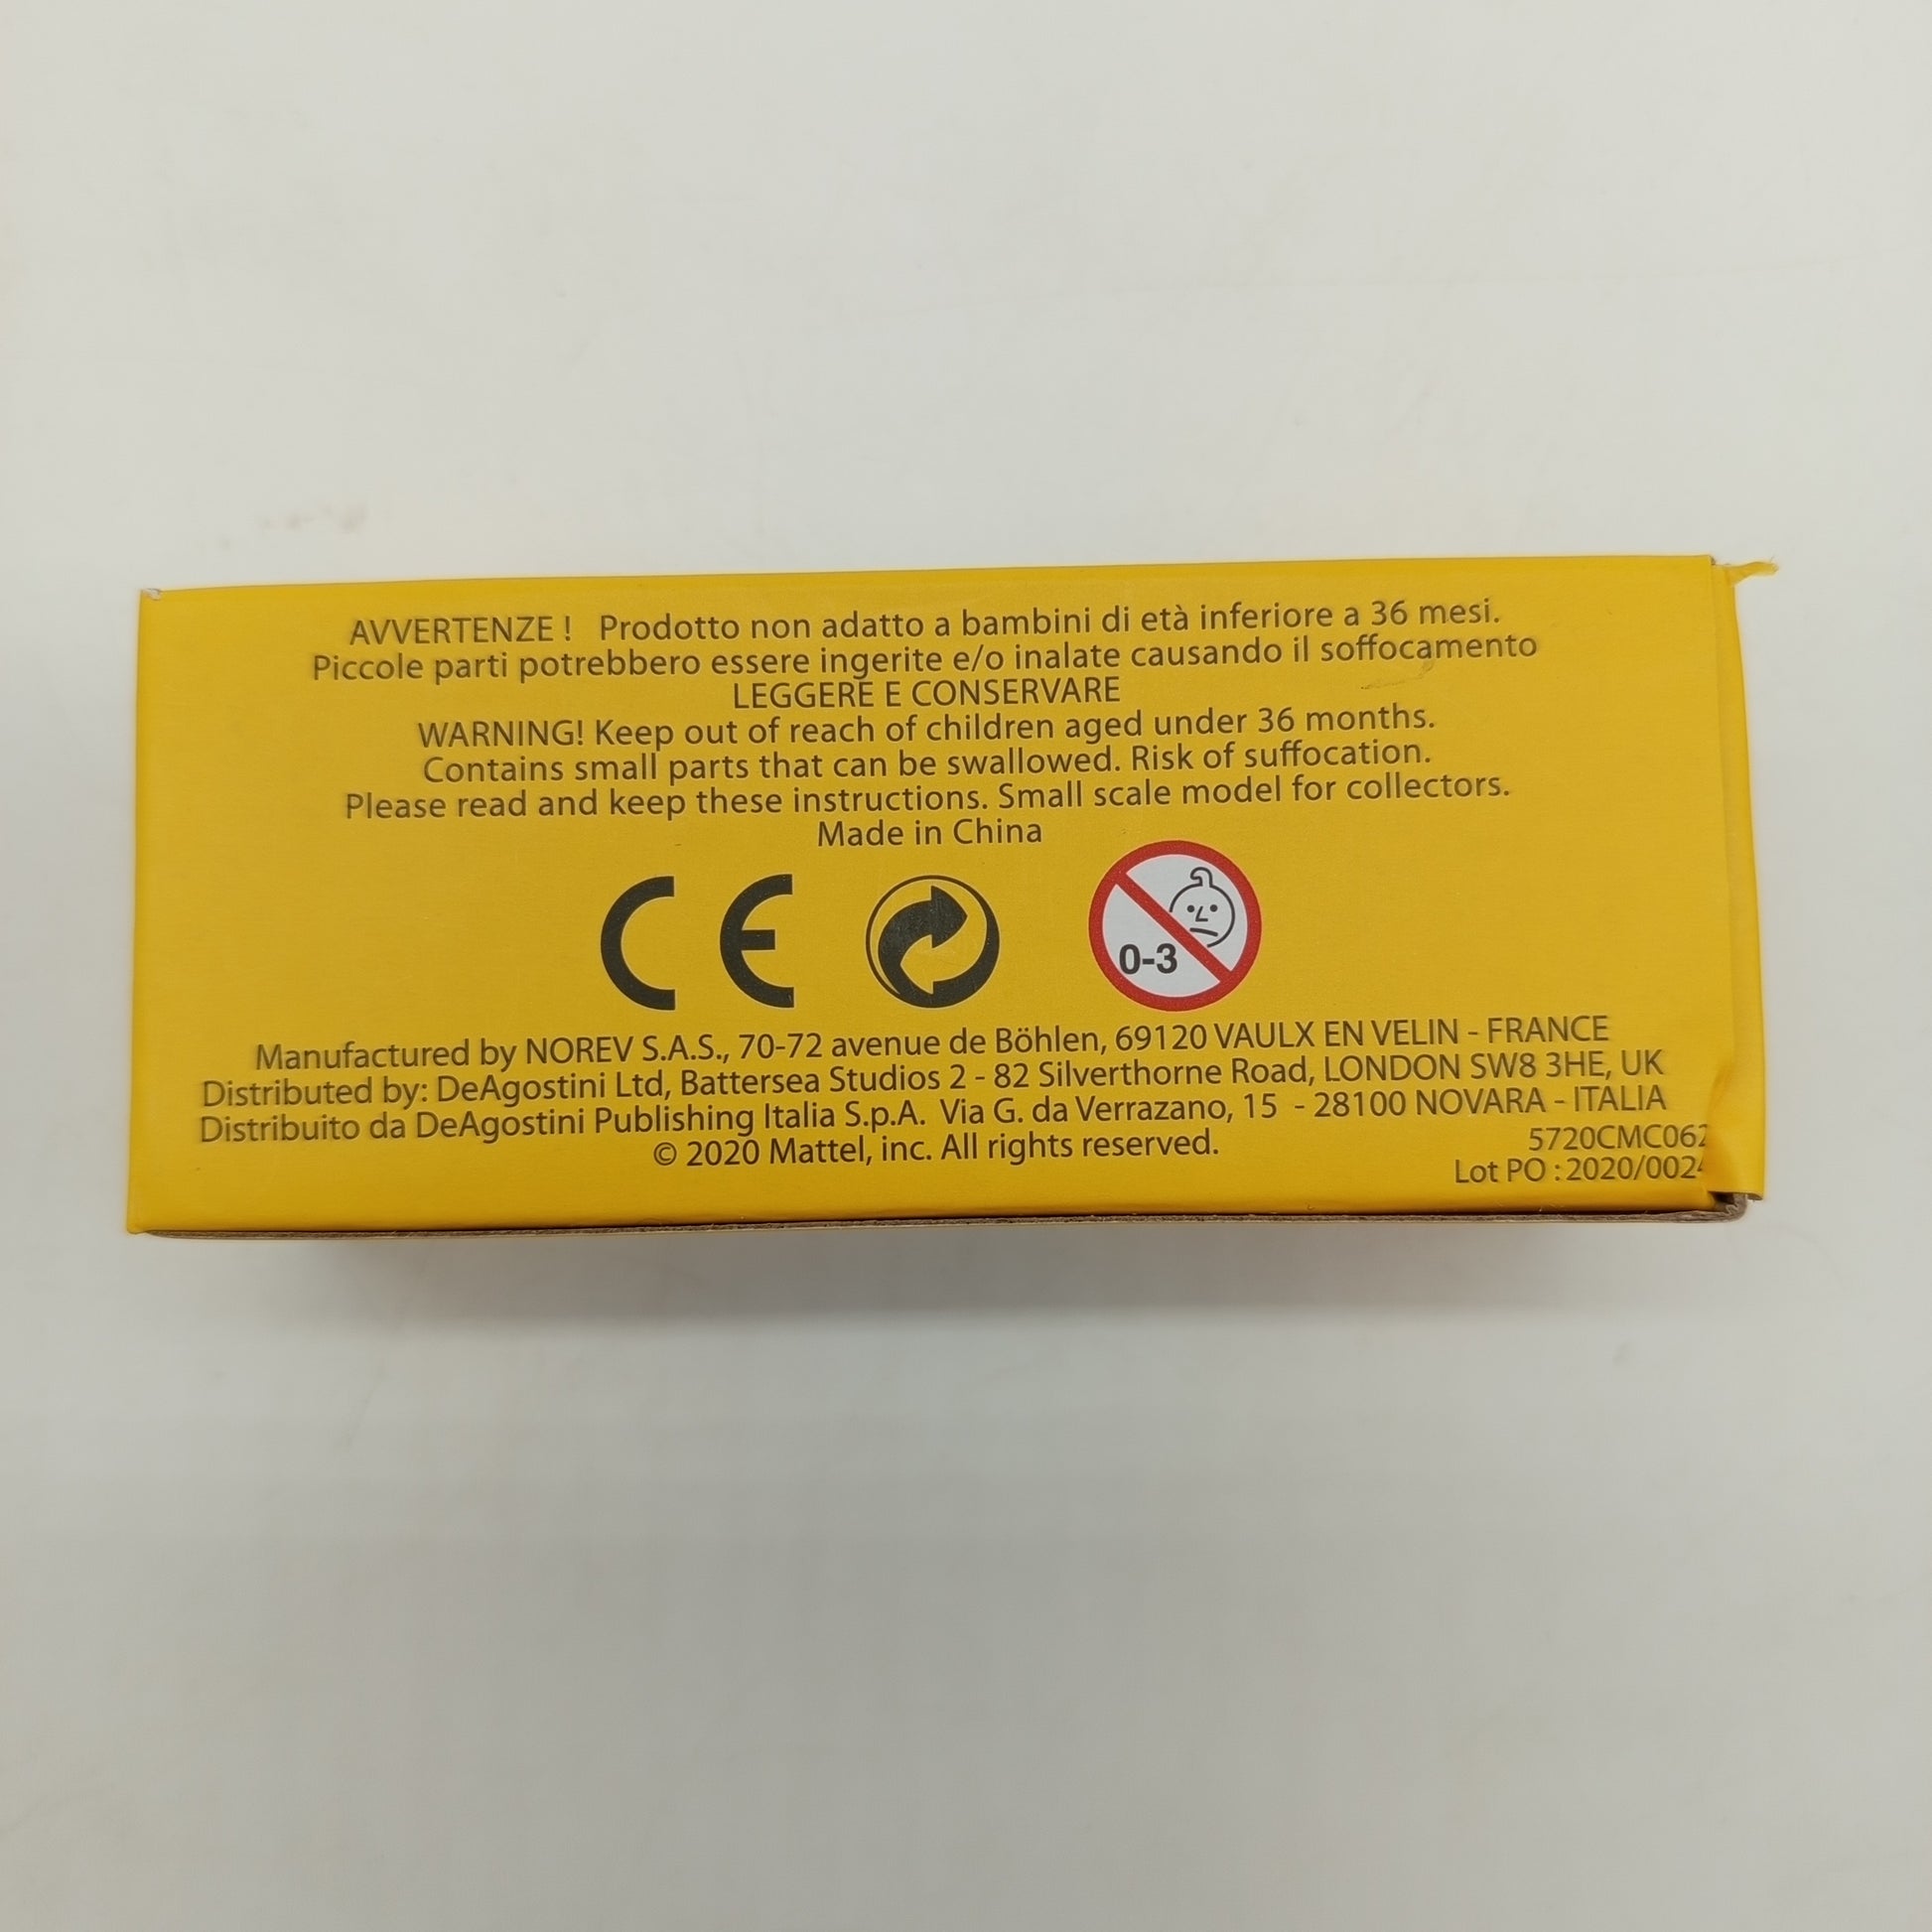 AVVERTENZE ! Prodotto non adatto a bambini di età inferiore a 36 mesi.
Piccole parti potrebbero essere ingerite e/o inalate causando il soffocamento
LEGGERE E CONSERVARE
WARNING! Keep out of reach of children aged under 36 months.
Contains small parts that can be swallowed. Risk of suffocation.
Please read and keep these instructions. Small scale model for collectors.
Made in China
CE
0-3
Manufactured by NOREV S.A.S., 70-72 avenue de Böhlen, 69120 VAULX EN VELIN - FRANCE
Distributed by: DeAgostini Ltd, Battersea Studios 2 - 82 Silverthorne Road, LONDON SW8 3HE, UK
Distribuito da DeAgostini Publishing Italia S.p.A. Via G. da Verrazano, 15 - 28100 NOVARA - ITALIA
© 2020 Mattel, inc. All rights reserved.
5720CMC062
Lot PO : 2020/0024